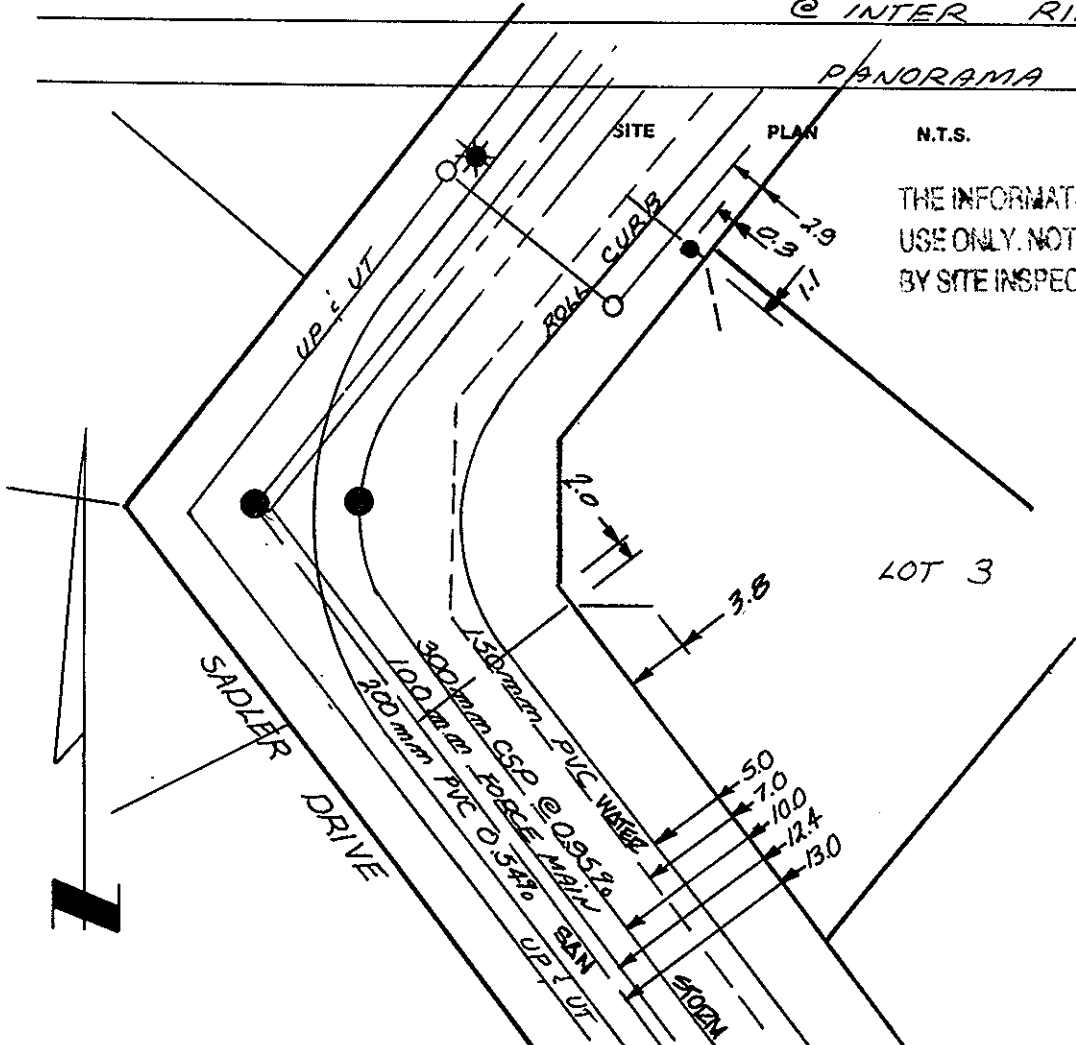 @ INTER RI
PANORAMA
SITE PLAN N.T.S.
THE INFORMAT
USE ONLY. NOT
BY SITE INSPEC
2.9
0.3
1.1
ROLL CURB
UP & UT
2.0
LOT 3
3.8
SADLER DRIVE
150mm PVC WATER
300mm CSP @ 0.95%
100mm FORCE MAIN
200mm PVC 0.54% SAN
UP & UT
STORM
5.0
7.0
10.0
12.4
13.0